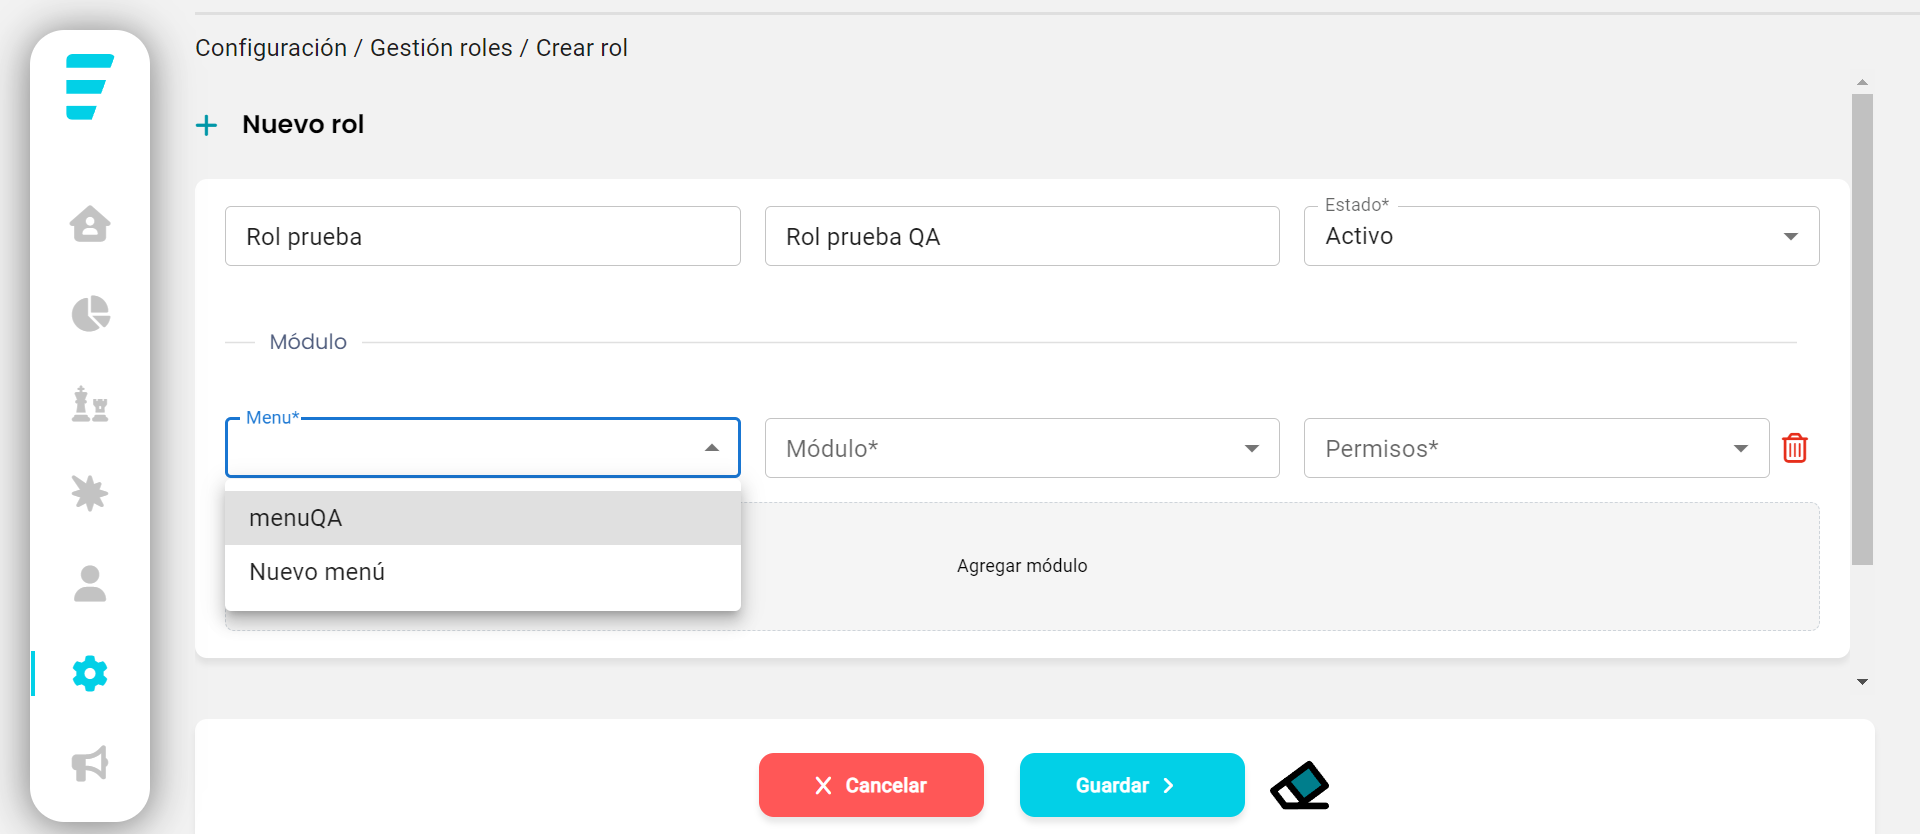 Configuración / Gestión roles / Crear rol
Nuevo rol
Rol prueba
Rol prueba QA
Estado*
Activo
Módulo
Menu*
Módulo*
Permisos*
menuQA
Nuevo menú
Agregar módulo
Cancelar
Guardar